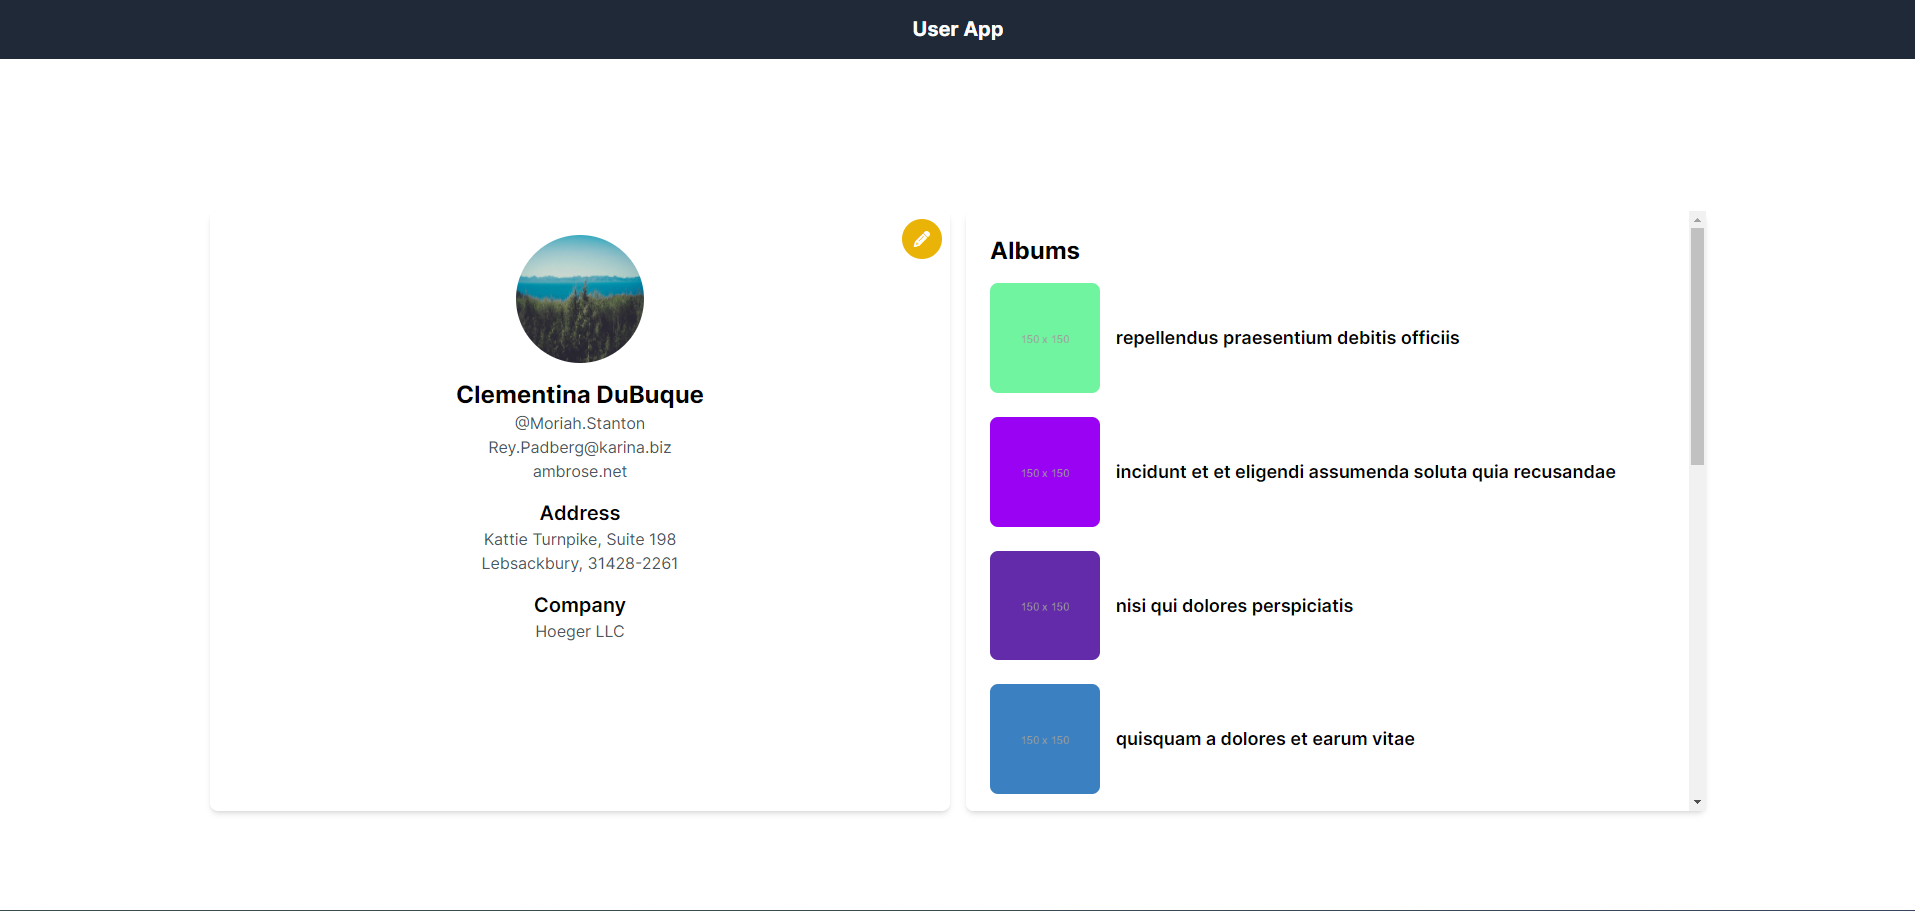 User App
Clementina DuBuque
@Moriah.Stanton
Rey.Padberg@karina.biz
ambrose.net
Address
Kattie Turnpike, Suite 198
Lebsackbury, 31428-2261
Company
Hoeger LLC
Albums
150 x 150
repellendus praesentium debitis officiis
150 x 150
incidunt et et eligendi assumenda soluta quia recusandae
150 x 150
nisi qui dolores perspiciatis
150 x 150
quisquam a dolores et earum vitae